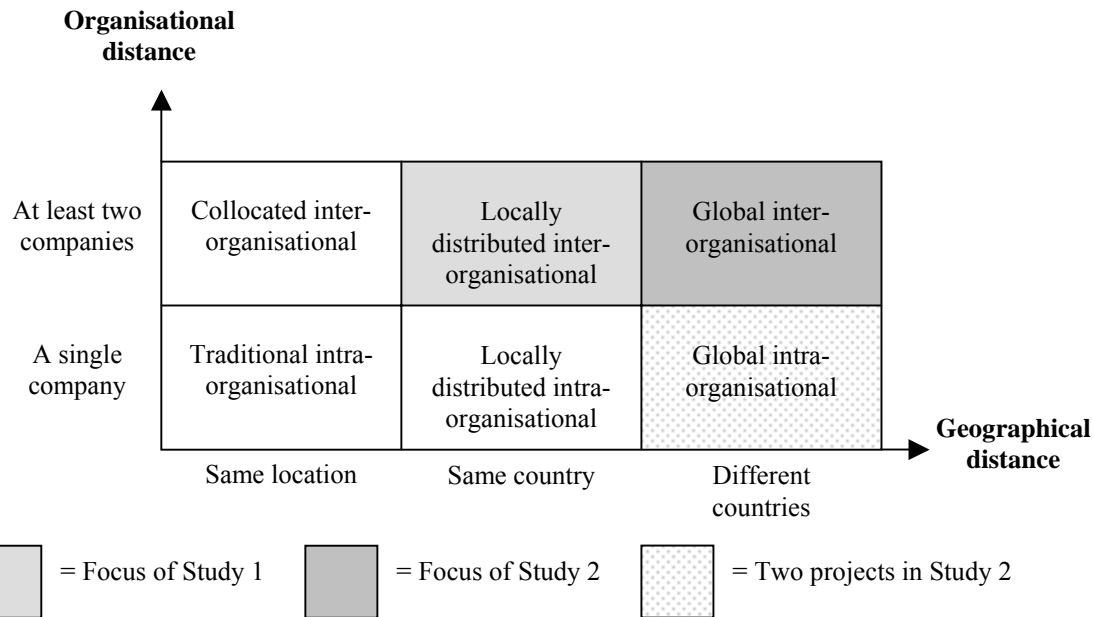 Organisational
distance
At least two
companies
Collocated inter-
organisational
Locally
distributed inter-
organisational
Global inter-
organisational
A single
company
Traditional intra-
organisational
Locally
distributed intra-
organisational
Global intra-
organisational
Geographical
distance
Same location
Same country
Different
countries
= Focus of Study 1
= Focus of Study 2
= Two projects in Study 2